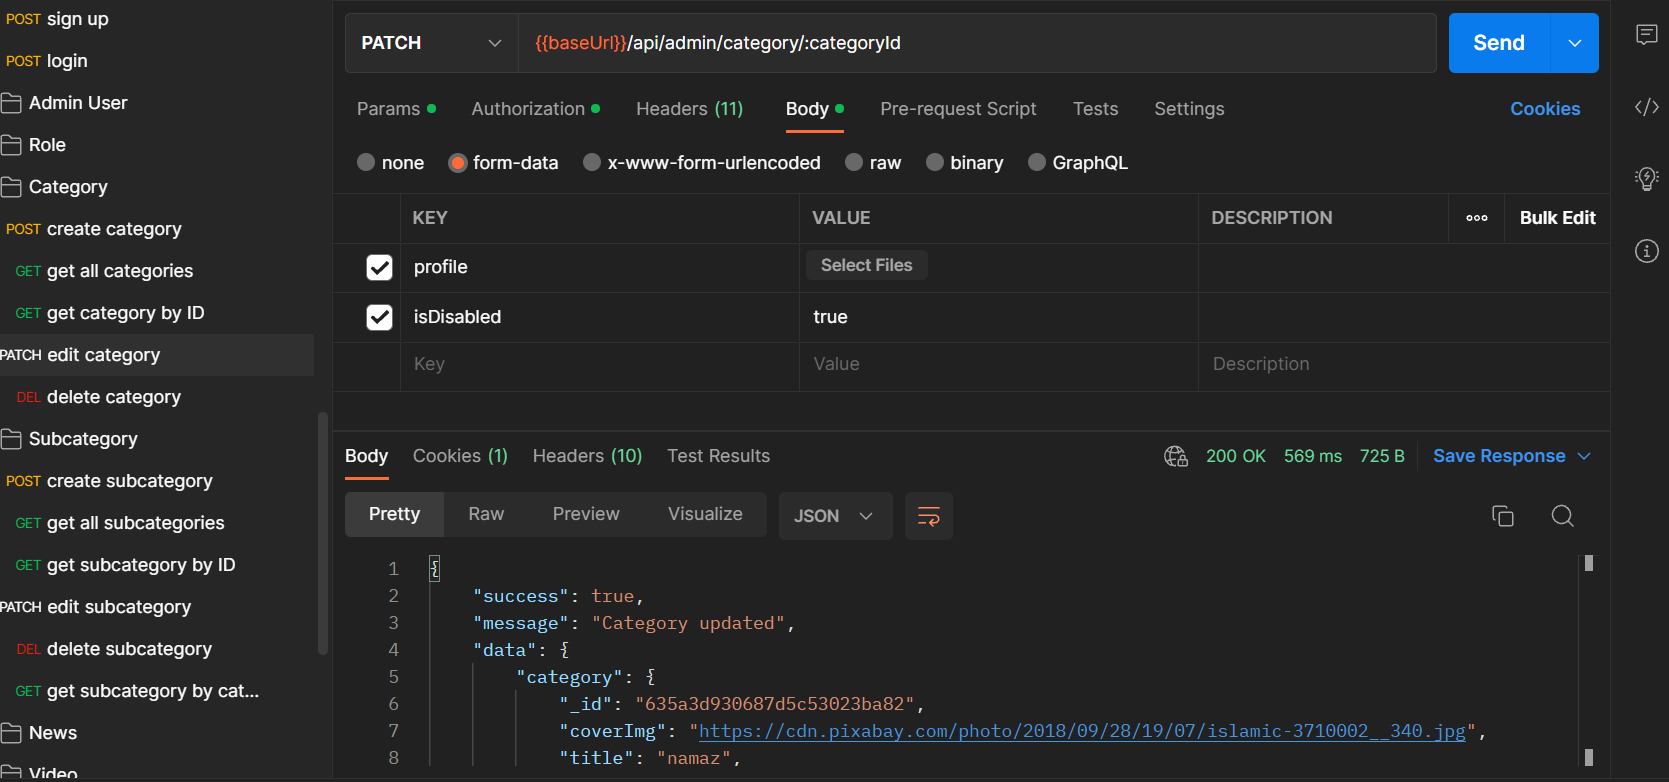 POST sign up
POST login
Admin User
Role
Category
POST create category
GET get all categories
GET get category by ID
PATCH edit category
DEL delete category
Subcategory
POST create subcategory
GET get all subcategories
GET get subcategory by ID
PATCH edit subcategory
DEL delete subcategory
GET get subcategory by cat...
News
Video
PATCH {{baseUrl}}/api/admin/category/:categoryId Send
Params Authorization Headers (11) Body Pre-request Script Tests Settings Cookies
none form-data x-www-form-urlencoded raw binary GraphQL
KEY VALUE DESCRIPTION ooo Bulk Edit
profile Select Files
isDisabled true
Key Value Description
Body Cookies (1) Headers (10) Test Results 200 OK 569 ms 725 B Save Response
Pretty Raw Preview Visualize JSON
1 {
2 "success": true,
3 "message": "Category updated",
4 "data": {
5 "category": {
6 "_id": "635a3d930687d5c53023ba82",
7 "coverImg": "https://cdn.pixabay.com/photo/2018/09/28/19/07/islamic-3710002__340.jpg",
8 "title": "namaz",